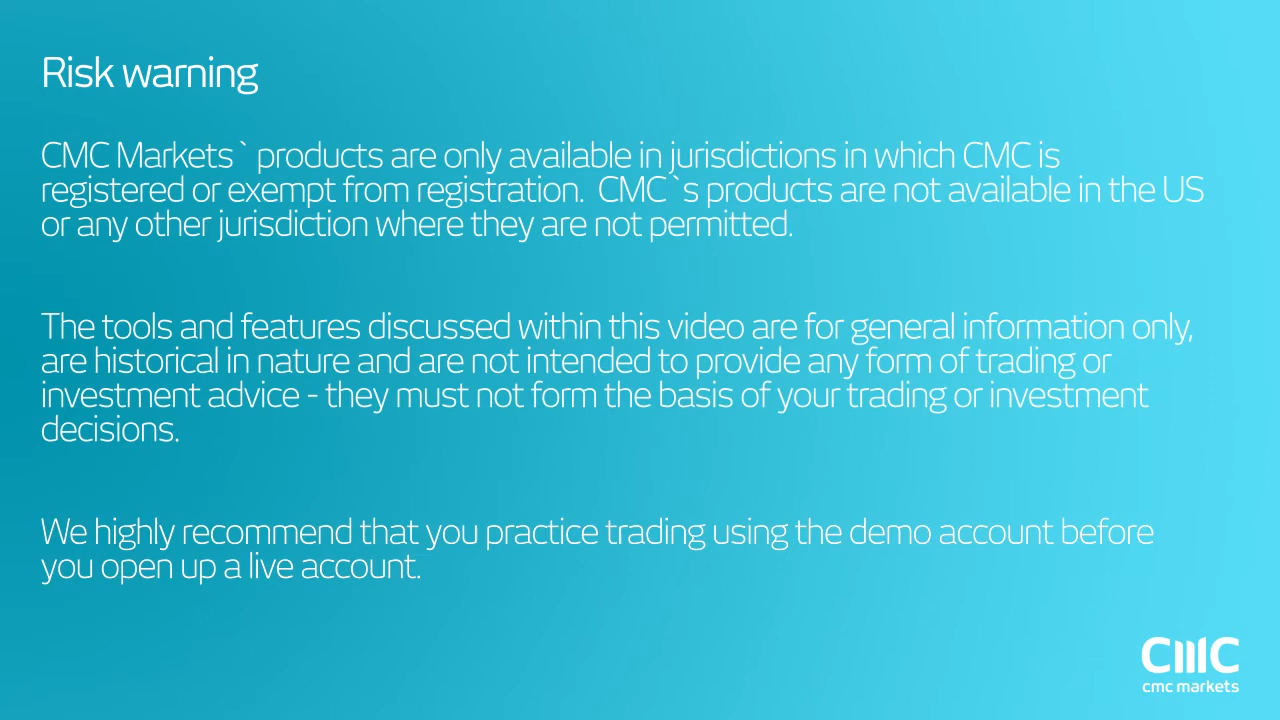 Risk warning
CMC Markets` products are only available in jurisdictions in which CMC is
registered or exempt from registration.  CMC`s products are not available in the US
or any other jurisdiction where they are not permitted.
The tools and features discussed within this video are for general information only,
are historical in nature and are not intended to provide any form of trading or
investment advice - they must not form the basis of your trading or investment
decisions.
We highly recommend that you practice trading using the demo account before
you open up a live account.
CMC
cmc markets